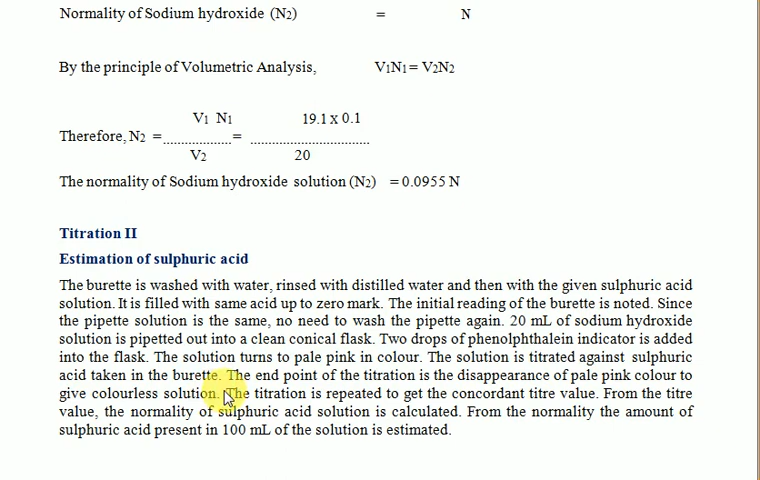 Normality of Sodium hydroxide (N2) = N
By the principle of Volumetric Analysis, V1N1 = V2N2
V1 N1 19.1 x 0.1
Therefore, N2 = .................. = ...............................
V2 20
The normality of Sodium hydroxide solution (N2) = 0.0955 N
Titration II
Estimation of sulphuric acid
The burette is washed with water, rinsed with distilled water and then with the given sulphuric acid
solution. It is filled with same acid up to zero mark. The initial reading of the burette is noted. Since
the pipette solution is the same, no need to wash the pipette again. 20 mL of sodium hydroxide
solution is pipetted out into a clean conical flask. Two drops of phenolphthalein indicator is added
into the flask. The solution turns to pale pink in colour. The solution is titrated against sulphuric
acid taken in the burette. The end point of the titration is the disappearance of pale pink colour to
give colourless solution. The titration is repeated to get the concordant titre value. From the titre
value, the normality of sulphuric acid solution is calculated. From the normality the amount of
sulphuric acid present in 100 mL of the solution is estimated.